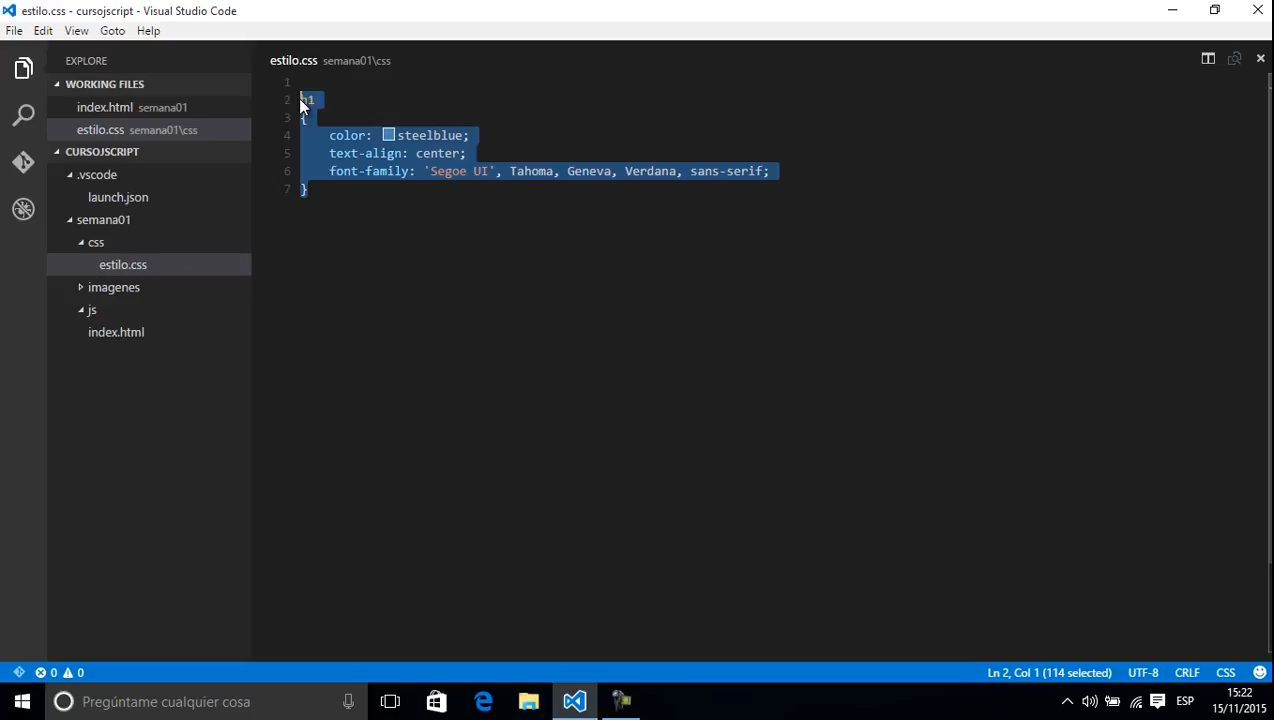 estilo.css - cursojscript - Visual Studio Code
File Edit View Goto Help
EXPLORE
WORKING FILES
index.html semana01
estilo.css semana01\css
CURSOJSCRIPT
.vscode
launch.json
semana01
css
estilo.css
imagenes
js
index.html
estilo.css semana01\css
1
2 h1
3 {
4 color: steelblue;
5 text-align: center;
6 font-family: 'Segoe UI', Tahoma, Geneva, Verdana, sans-serif;
7 }
0 0
Ln 2, Col 1 (114 selected) UTF-8 CRLF CSS
Pregúntame cualquier cosa
ESP
15:22
15/11/2015